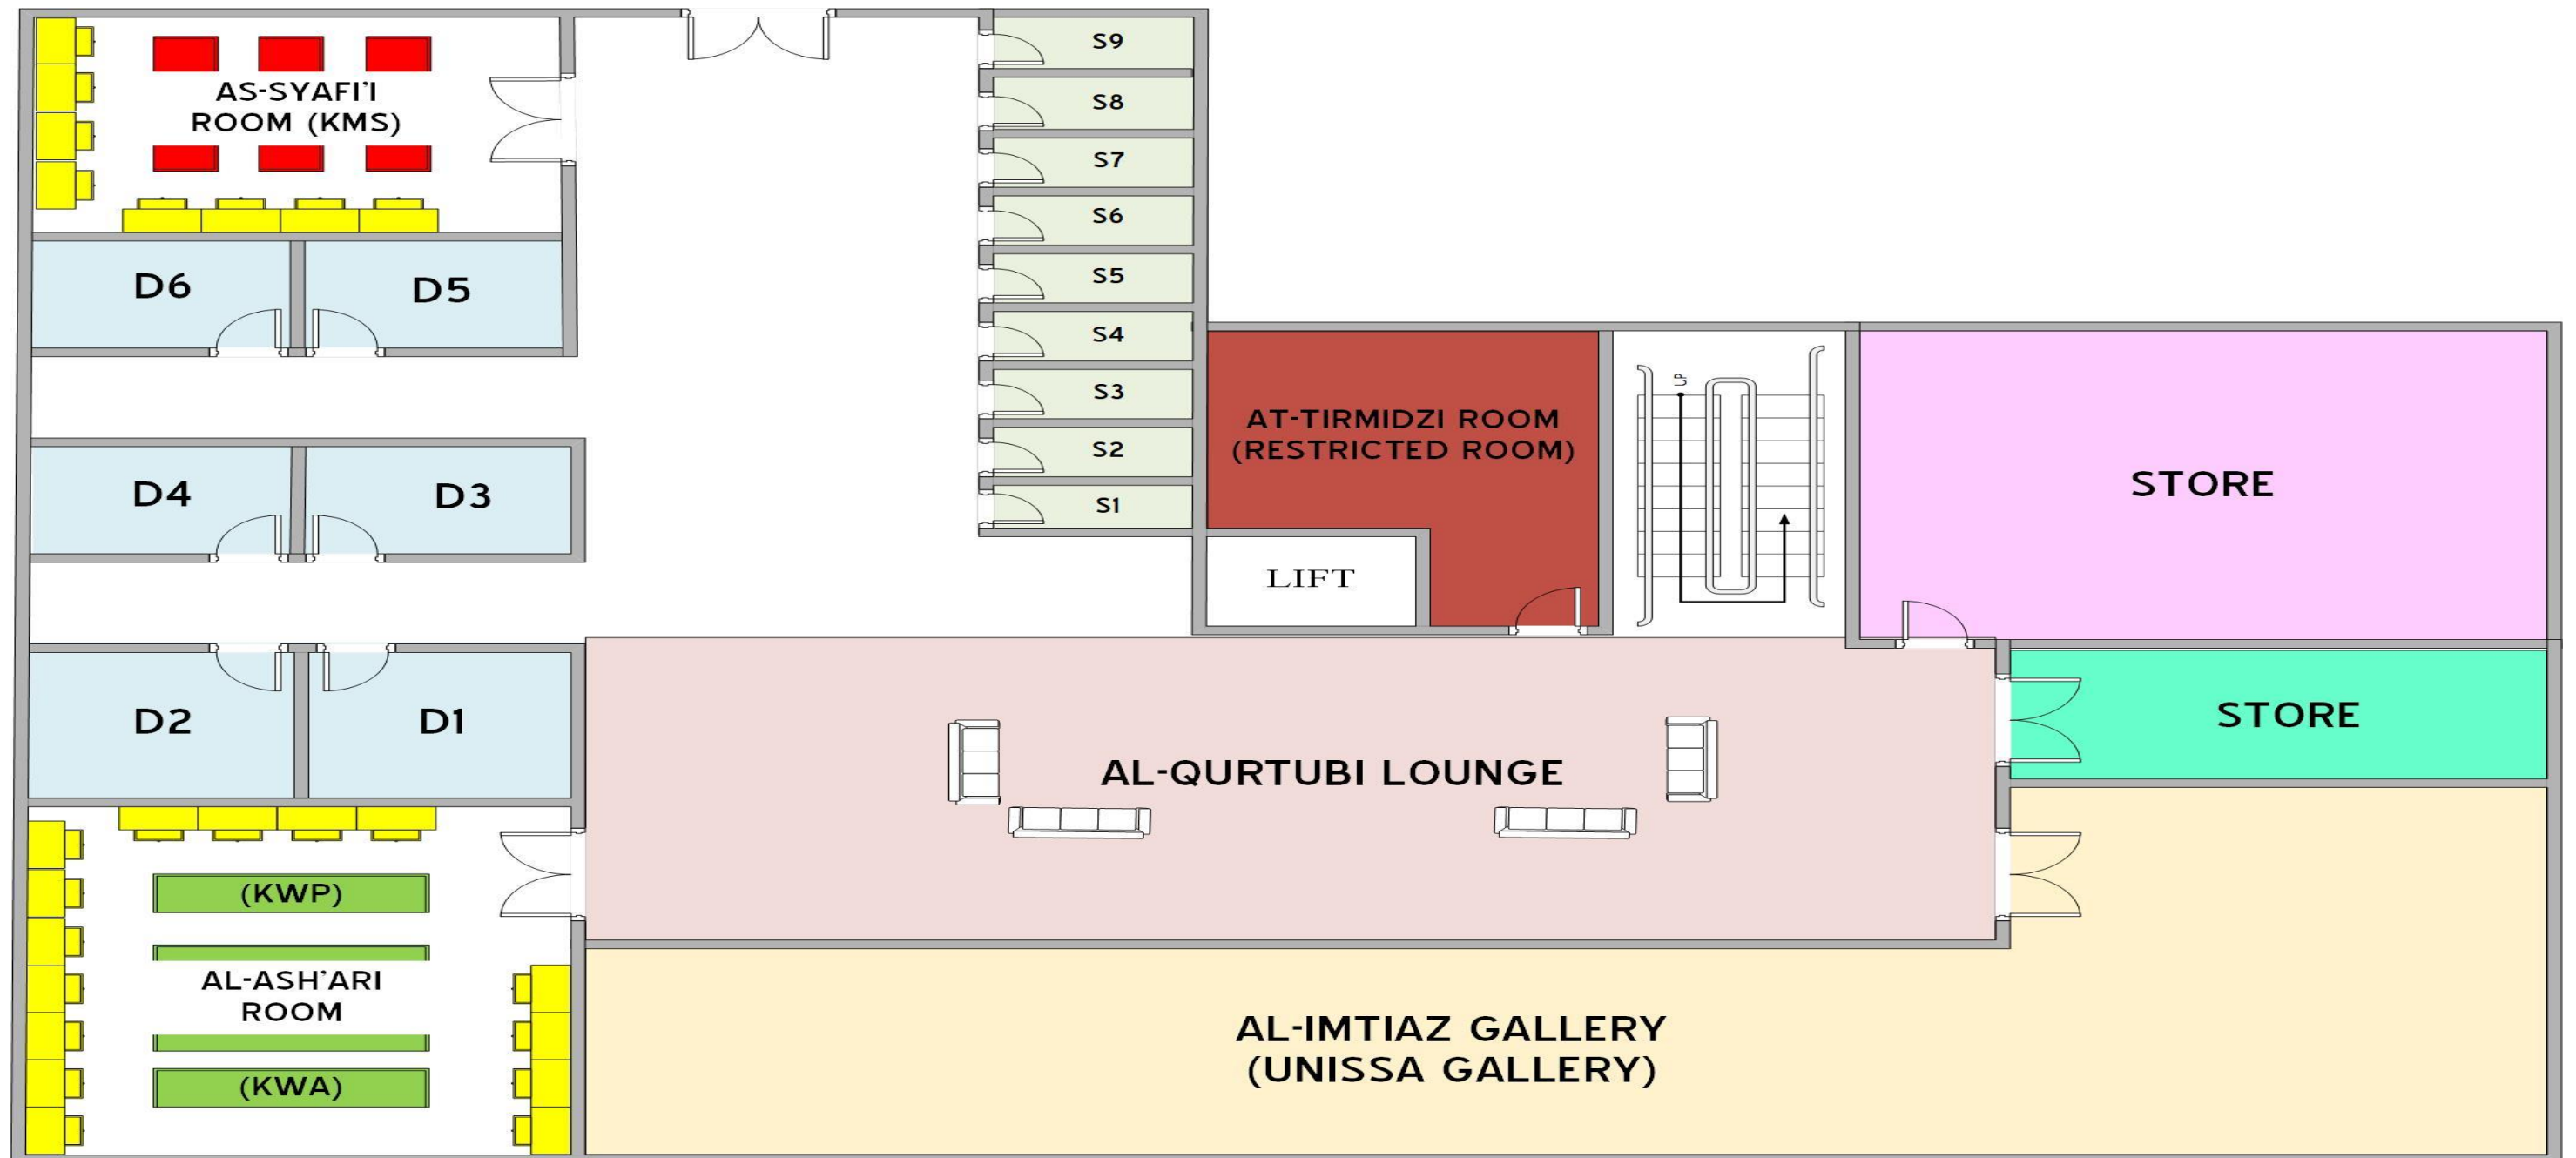 S9
AS-SYAFI'I
ROOM (KMS)
S8
S7
S6
S5
D6
D5
S4
UP
S3
AT-TIRMIDZI ROOM
(RESTRICTED ROOM)
S2
STORE
D4
D3
S1
LIFT
D2
D1
STORE
AL-QURTUBI LOUNGE
(KWP)
AL-ASH'ARI
ROOM
(KWA)
AL-IMTIAZ GALLERY
(UNISSA GALLERY)